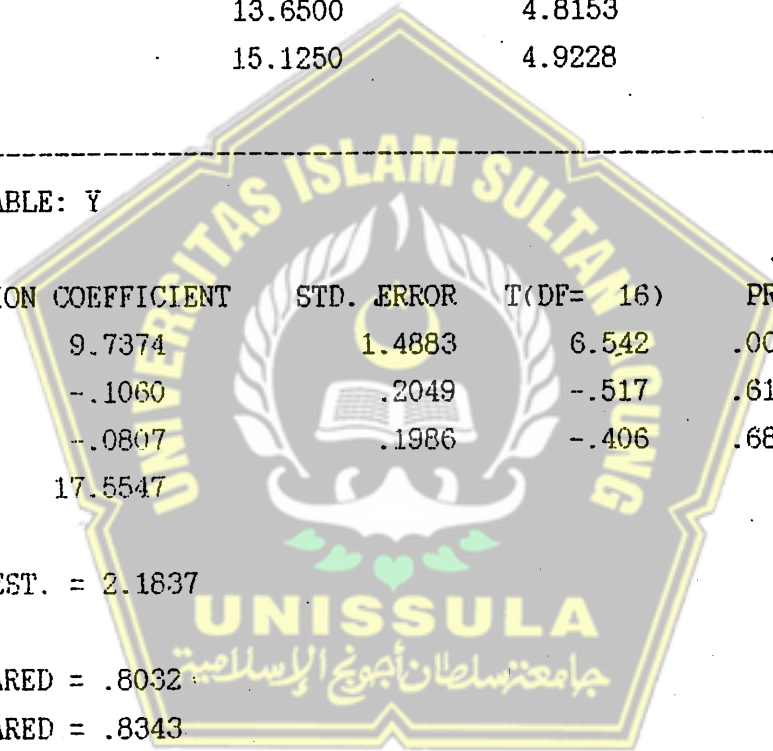 13.6500 4.8153
15.1250 4.9228
ABLE: Y
ION COEFFICIENT STD. ERROR T(DF= 16) PR
9.7374 1.4883 6.542 .00
-.1060 .2049 -.517 .61
-.0807 .1986 -.406 .68
17.5547
EST. = 2.1837
ARED = .8032
ARED = .8343
UNIVERSITAS ISLAM SULTAN AGUNG
UNISSULA
جامعة سلطان أجونج الإسلامية